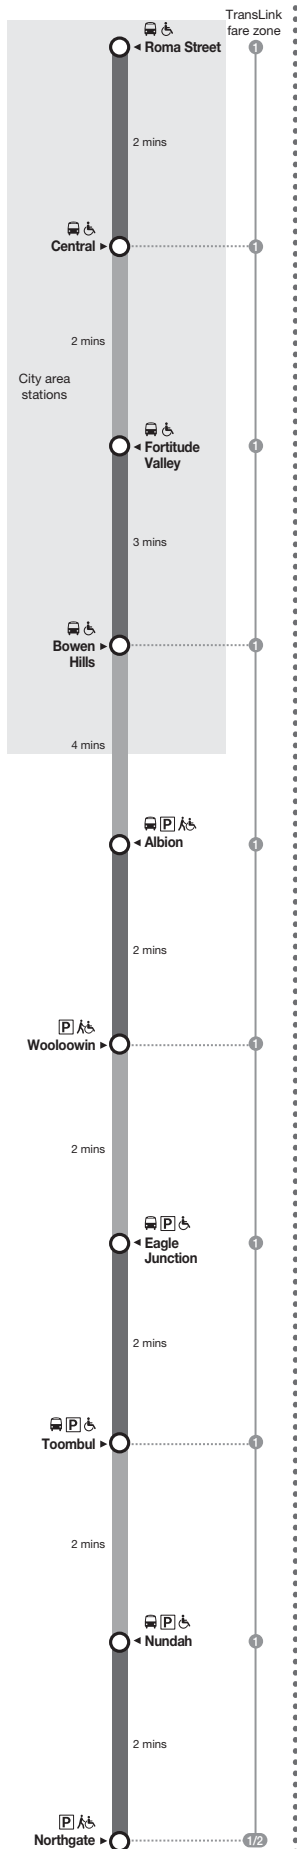 TransLink
fare zone
Roma Street
1
2 mins
Central
1
2 mins
City area
stations
Fortitude
Valley
1
3 mins
Bowen
Hills
1
4 mins
P
Albion
1
2 mins
P
Wooloowin
1
2 mins
P
Eagle
Junction
1
2 mins
P
Toombul
1
2 mins
P
Nundah
1
2 mins
P
Northgate
1/2